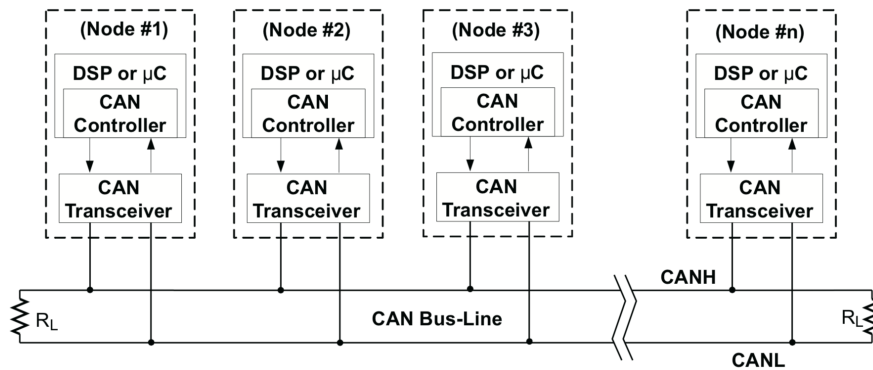 (Node #1)
DSP or µC
CAN
Controller
CAN
Transceiver
(Node #2)
DSP or µC
CAN
Controller
CAN
Transceiver
(Node #3)
DSP or µC
CAN
Controller
CAN
Transceiver
(Node #n)
DSP or µC
CAN
Controller
CAN
Transceiver
CANH
RL
CAN Bus-Line
RL
CANL